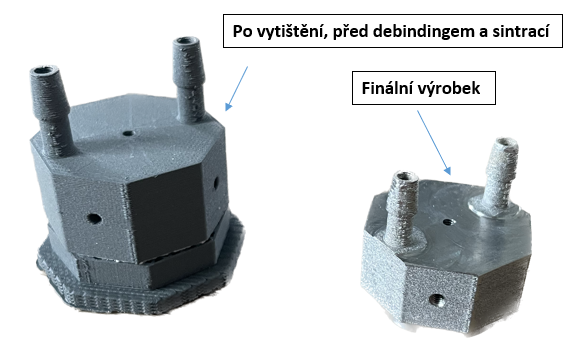 Po vytištění, před debindingem a sintrací
Finální výrobek